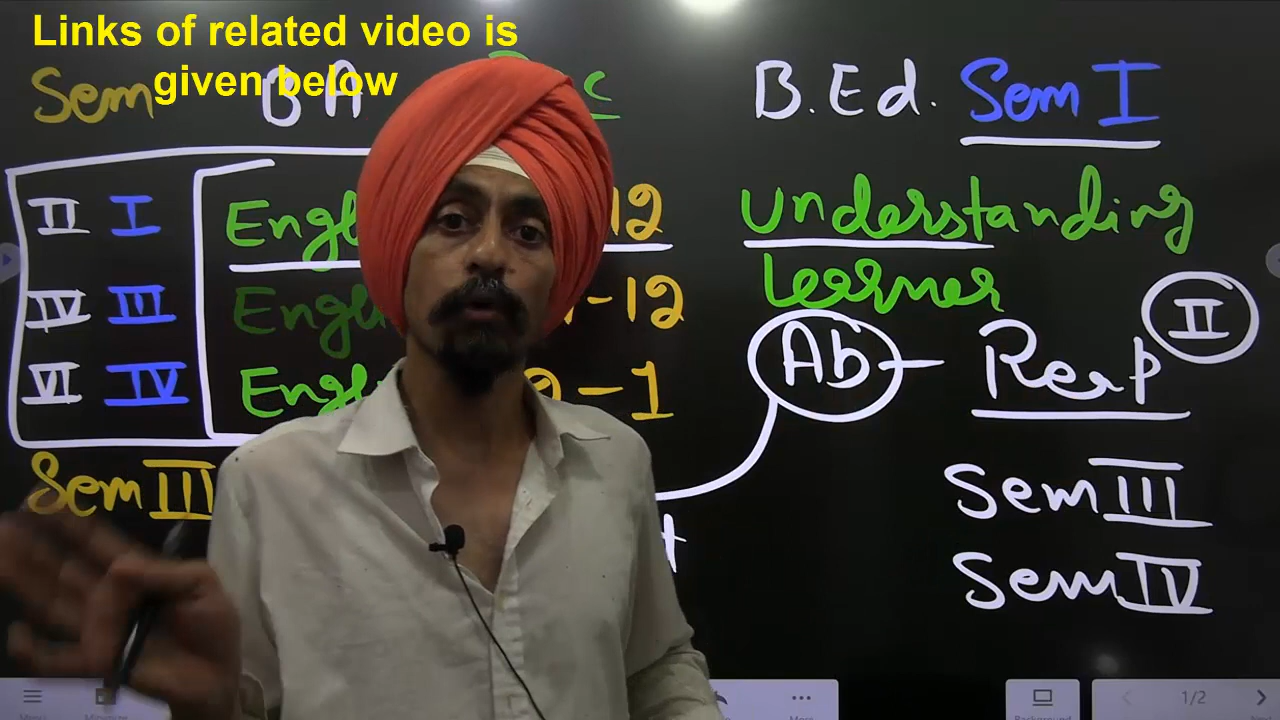 Links of related video is
given below
Sem BA
B.Ed. Sem I
II I Engl 12
IV III Engl -12
VI IV Engl -1
Sem III
Understanding
learner
Ab - Reap II
Sem III
Sem IV
1/2